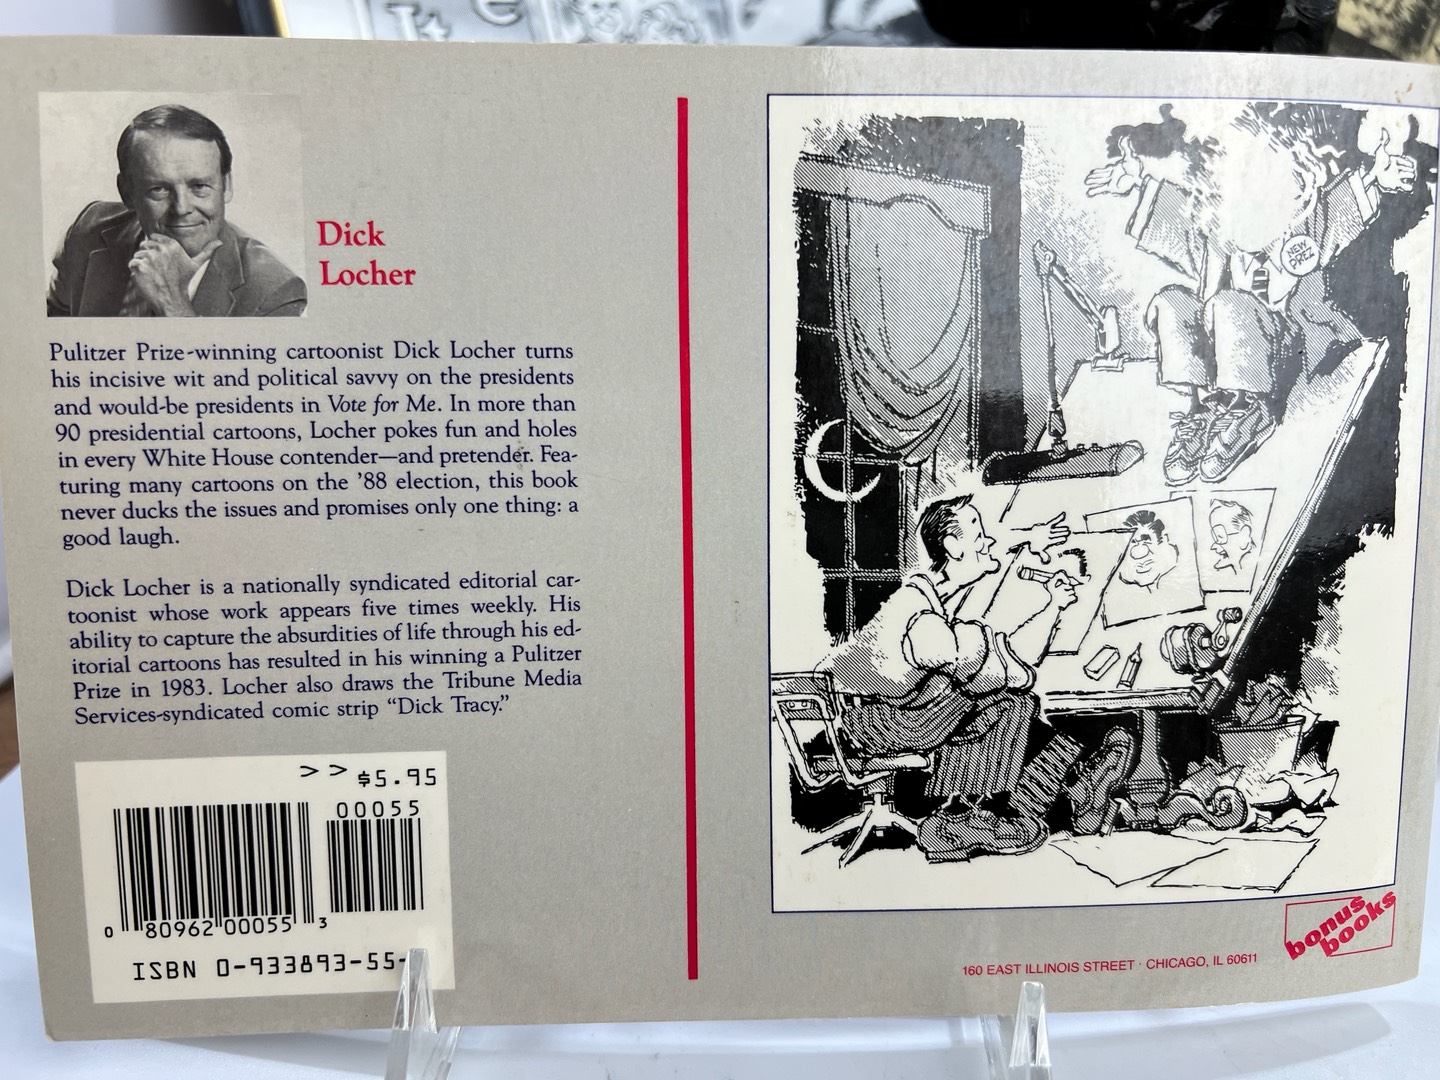 Dick
Locher
Pulitzer Prize-winning cartoonist Dick Locher turns
his incisive wit and political savvy on the presidents
and would-be presidents in Vote for Me. In more than
90 presidential cartoons, Locher pokes fun and holes
in every White House contender—and pretender. Fea-
turing many cartoons on the '88 election, this book
never ducks the issues and promises only one thing: a
good laugh.
Dick Locher is a nationally syndicated editorial car-
toonist whose work appears five times weekly. His
ability to capture the absurdities of life through his ed-
itorial cartoons has resulted in his winning a Pulitzer
Prize in 1983. Locher also draws the Tribune Media
Services-syndicated comic strip “Dick Tracy.”
>> $5.95
00055
0 80962 00055 3
ISBN 0-933893-55-
NEW
PREZ
bonus
books
160 EAST ILLINOIS STREET · CHICAGO, IL 60611